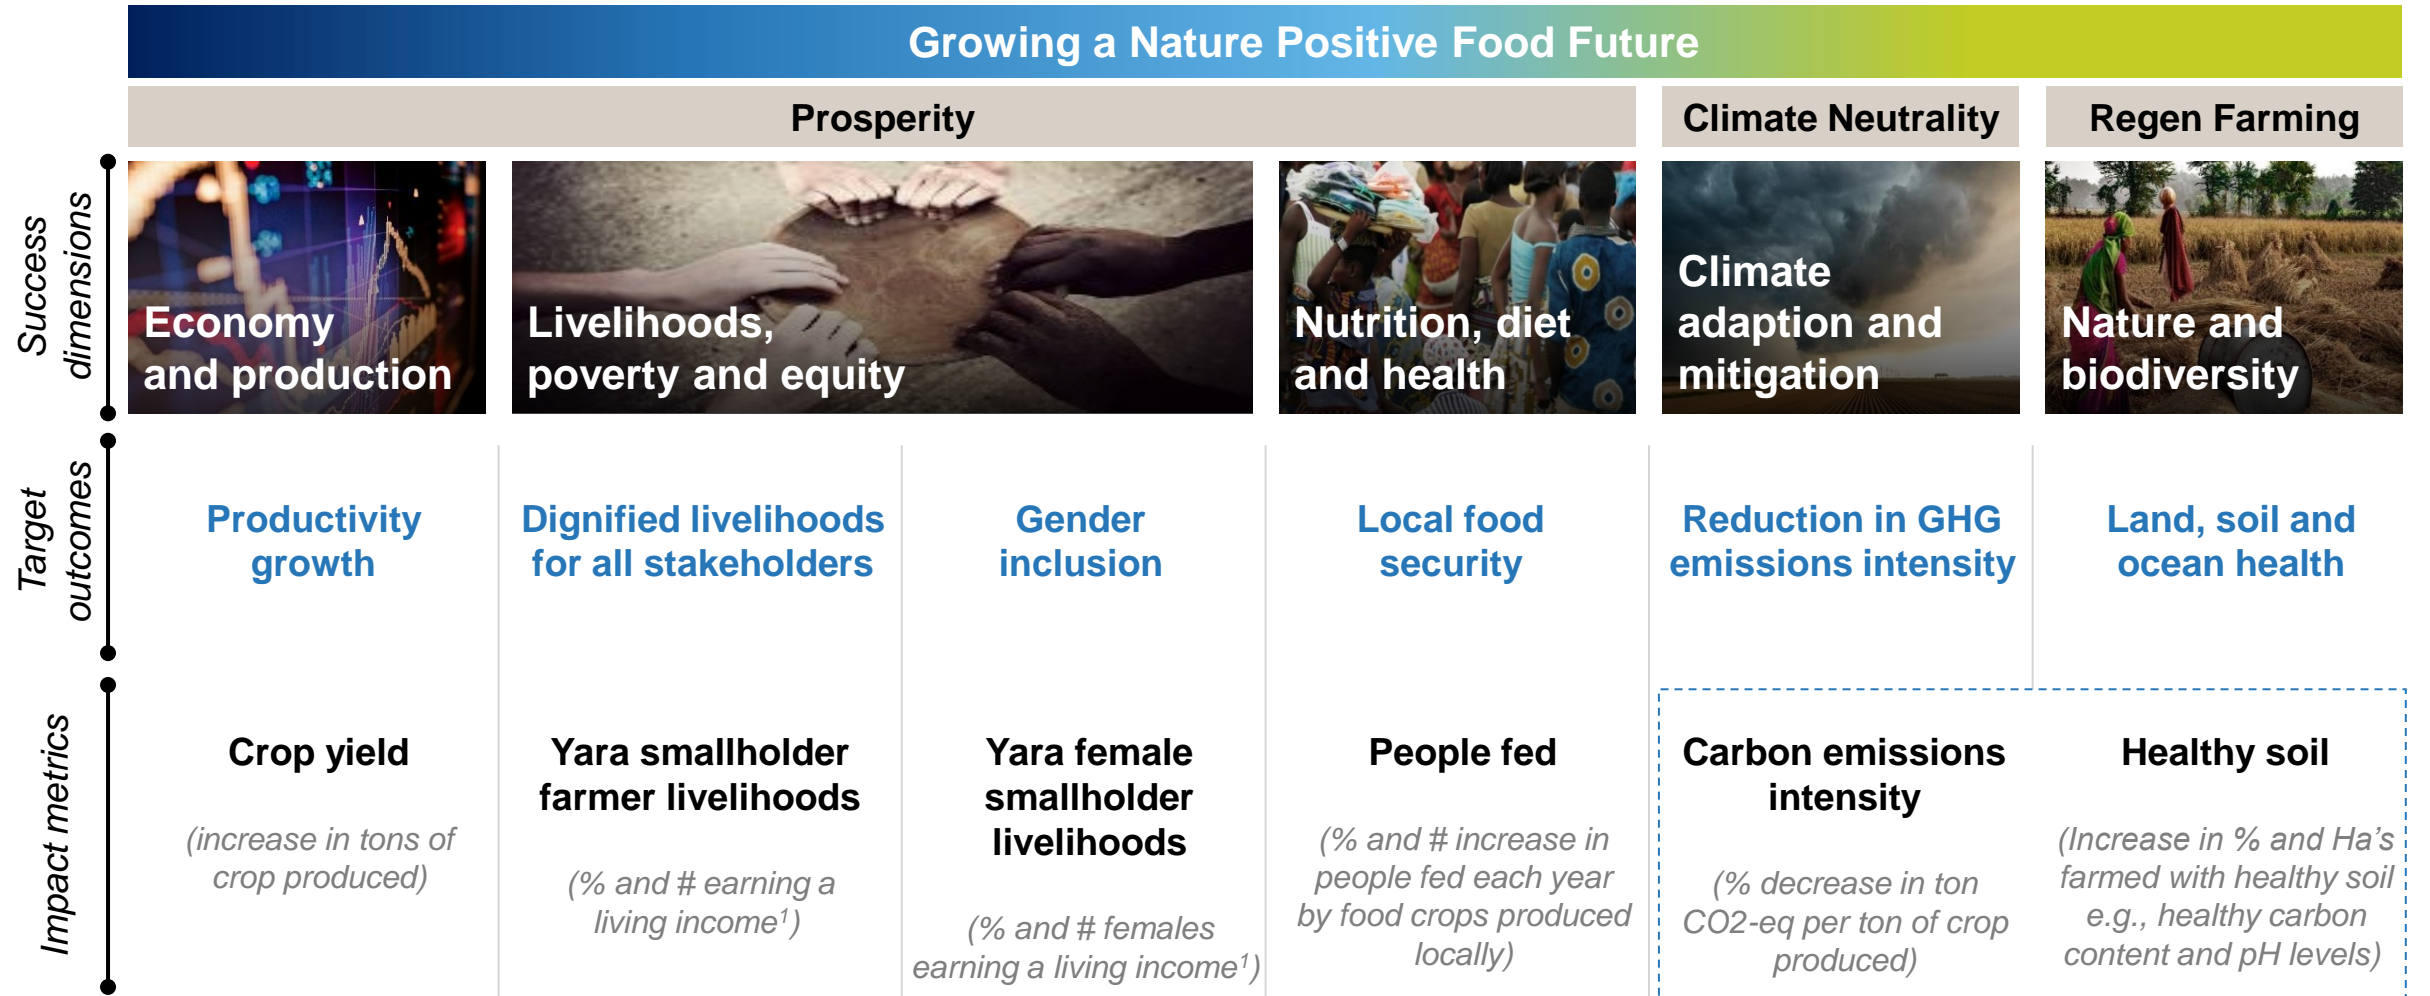 Growing a Nature Positive Food Future
Prosperity
Climate Neutrality
Regen Farming
Success
dimensions
Economy
and production
Livelihoods,
poverty and equity
Nutrition, diet
and health
Climate
adaption and
mitigation
Nature and
biodiversity
Target
outcomes
Productivity
growth
Dignified livelihoods
for all stakeholders
Gender
inclusion
Local food
security
Reduction in GHG
emissions intensity
Land, soil and
ocean health
Impact metrics
Crop yield
(increase in tons of
crop produced)
Yara smallholder
farmer livelihoods
(% and # earning a
living income¹)
Yara female
smallholder
livelihoods
(% and # females
earning a living income¹)
People fed
(% and # increase in
people fed each year
by food crops produced
locally)
Carbon emissions
intensity
(% decrease in ton
CO2-eq per ton of crop
produced)
Healthy soil
(Increase in % and Ha’s
farmed with healthy soil
e.g., healthy carbon
content and pH levels)